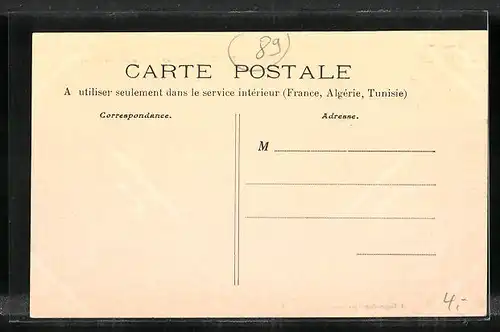 (89)
CARTE POSTALE
A utiliser seulement dans le service intérieur (France, Algérie, Tunisie)
Correspondance.
Adresse.
M
4,-